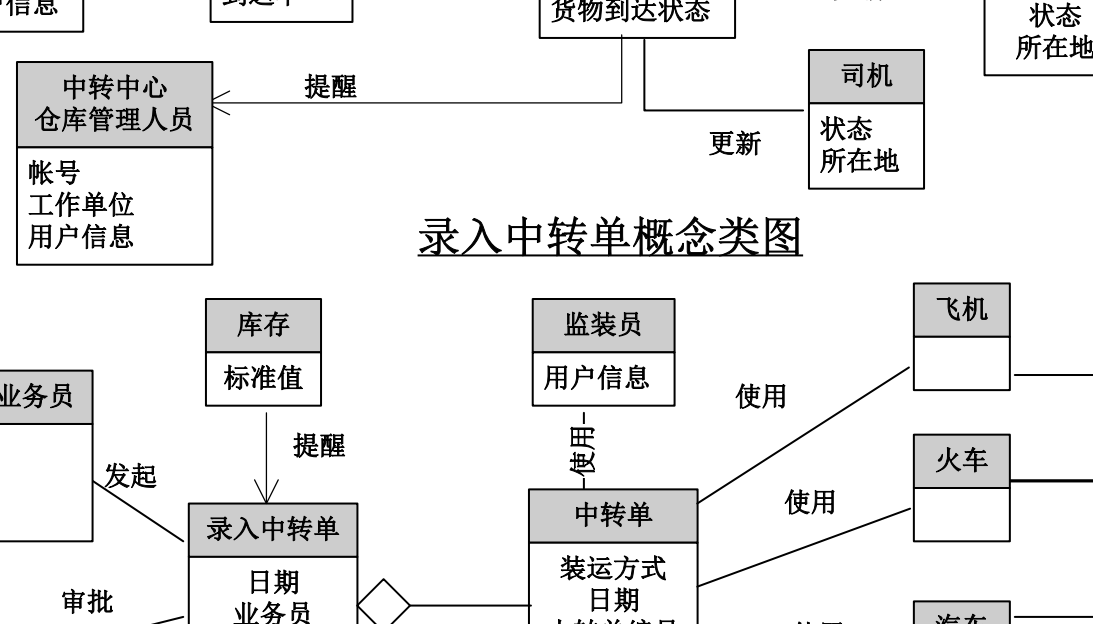 信息
货物到达状态
状态
所在地
中转中心
仓库管理人员
帐号
工作单位
用户信息
提醒
更新
司机
状态
所在地
录入中转单概念类图
库存
标准值
监装员
用户信息
飞机
使用
业务员
发起
提醒
使用
火车
使用
录入中转单
日期
业务员
中转单
装运方式
日期
审批
汽车